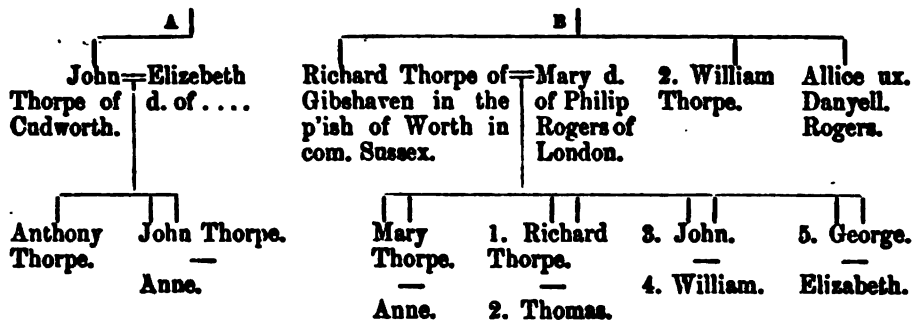 A
B
John=Elizebeth
Thorpe of d. of ....
Cudworth.
Richard Thorpe of=Mary d.
Gibshaven in the of Philip
p'ish of Worth in Rogers of
com. Sussex. London.
2. William
Thorpe.
Allice ux.
Danyell.
Rogers.
Anthony
Thorpe.
John Thorpe.
—
Anne.
Mary
Thorpe.
—
Anne.
1. Richard
Thorpe.
—
2. Thomas.
3. John.
—
4. William.
5. George.
—
Elizabeth.